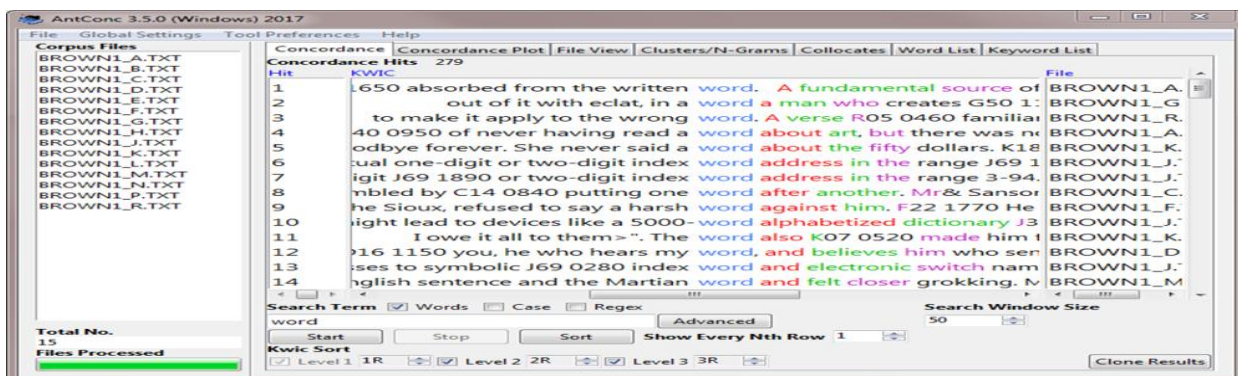 AntConc 3.5.0 (Windows) 2017
File Global Settings Tool Preferences Help
Corpus Files
BROWN1_A.TXT
BROWN1_B.TXT
BROWN1_C.TXT
BROWN1_D.TXT
BROWN1_E.TXT
BROWN1_F.TXT
BROWN1_G.TXT
BROWN1_H.TXT
BROWN1_J.TXT
BROWN1_K.TXT
BROWN1_L.TXT
BROWN1_M.TXT
BROWN1_N.TXT
BROWN1_P.TXT
BROWN1_R.TXT
Total No.
15
Files Processed
Concordance Concordance Plot File View Clusters/N-Grams Collocates Word List Keyword List
Concordance Hits 279
Hit KWIC File
1 1650 absorbed from the written word. A fundamental source of BROWN1_A.
2 out of it with eclat, in a word a man who creates G50 1 BROWN1_G
3 to make it apply to the wrong word. A verse R05 0460 familiar BROWN1_R.
4 40 0950 of never having read a word about art, but there was BROWN1_A.
5 odbye forever. She never said a word about the fifty dollars. K18 BROWN1_K.
6 tual one-digit or two-digit index word address in the range J69 1 BROWN1_J.
7 igit J69 1890 or two-digit index word address in the range 3-94. BROWN1_J.
8 mbled by C14 0840 putting one word after another. Mr& Sansor BROWN1_C.
9 he Sioux, refused to say a harsh word against him. F22 1770 He BROWN1_F.
10 ight lead to devices like a 5000- word alphabetized dictionary J3 BROWN1_J.
11 I owe it all to them>". The word also K07 0520 made him BROWN1_K.
12 16 1150 you, he who hears my word, and believes him who sen BROWN1_D
13 ses to symbolic J69 0280 index word and electronic switch nam BROWN1_J.
14 nglish sentence and the Martian word and felt closer grokking. BROWN1_M
Search Term Words Case Regex Search Window Size
word Advanced 50
Start Stop Sort Show Every Nth Row 1
Kwic Sort
Level 1 1R Level 2 2R Level 3 3R Clone Results